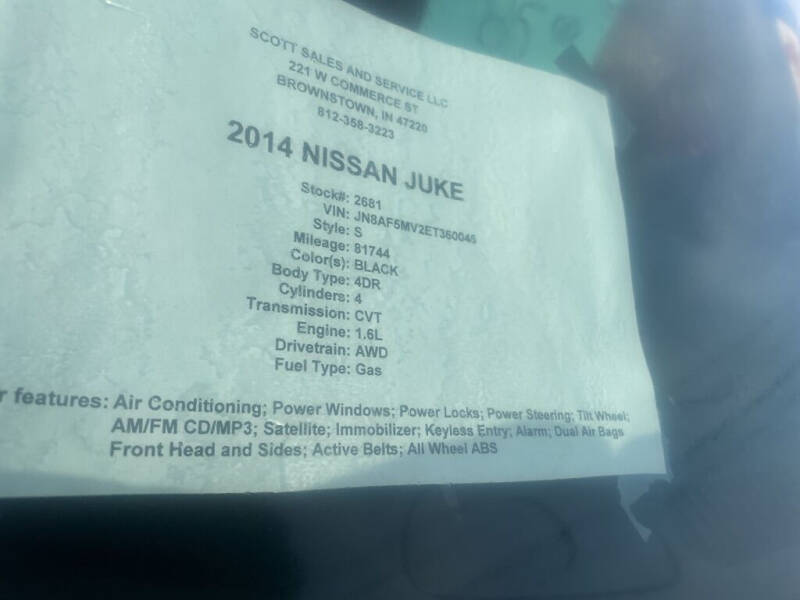 SCOTT SALES AND SERVICE LLC
221 W COMMERCE ST
BROWNSTOWN, IN 47220
812-358-3223
2014 NISSAN JUKE
Stock#: 2681
VIN: JN8AF5MV2ET360045
Style: S
Mileage: 81744
Color(s): BLACK
Body Type: 4DR
Cylinders: 4
Transmission: CVT
Engine: 1.6L
Drivetrain: AWD
Fuel Type: Gas
r features: Air Conditioning; Power Windows; Power Locks; Power Steering; Tilt Wheel;
AM/FM CD/MP3; Satellite; Immobilizer; Keyless Entry; Alarm; Dual Air Bags
Front Head and Sides; Active Belts; All Wheel ABS